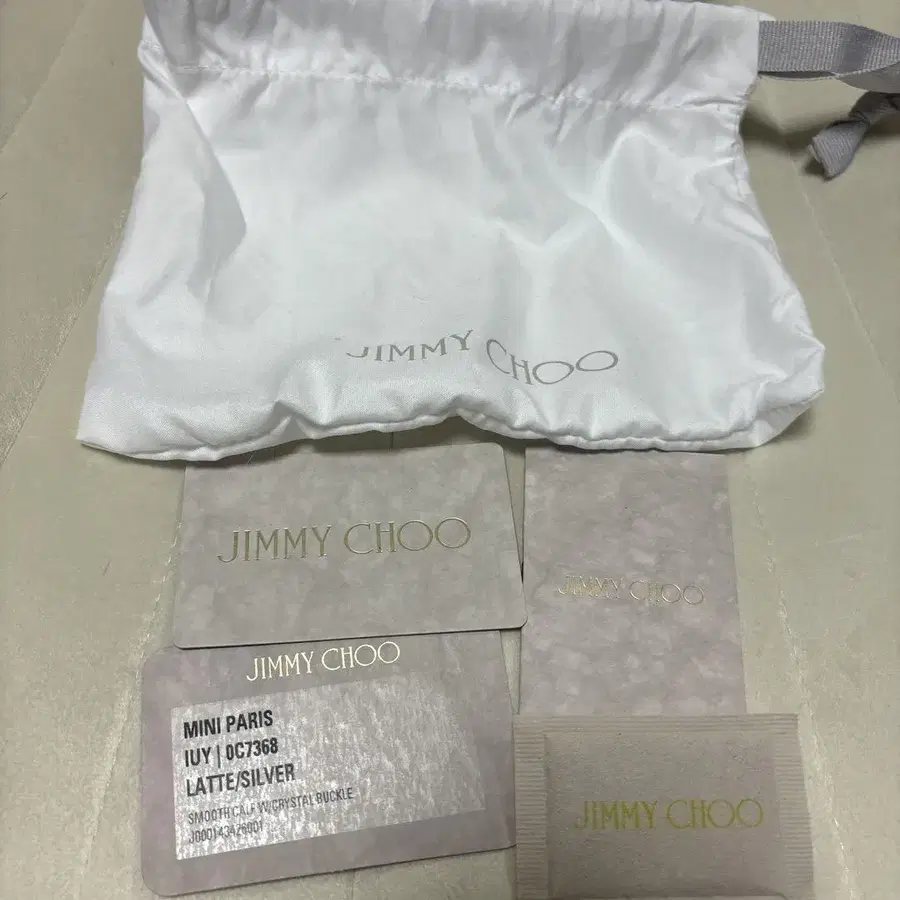 JIMMY CHOO
JIMMY CHOO
JIMMY CHOO
JIMMY CHOO
MINI PARIS
IUY | 0C7368
LATTE/SILVER
SMOOTH CALF W/CRYSTAL BUCKLE
J000143426001
JIMMY CHOO